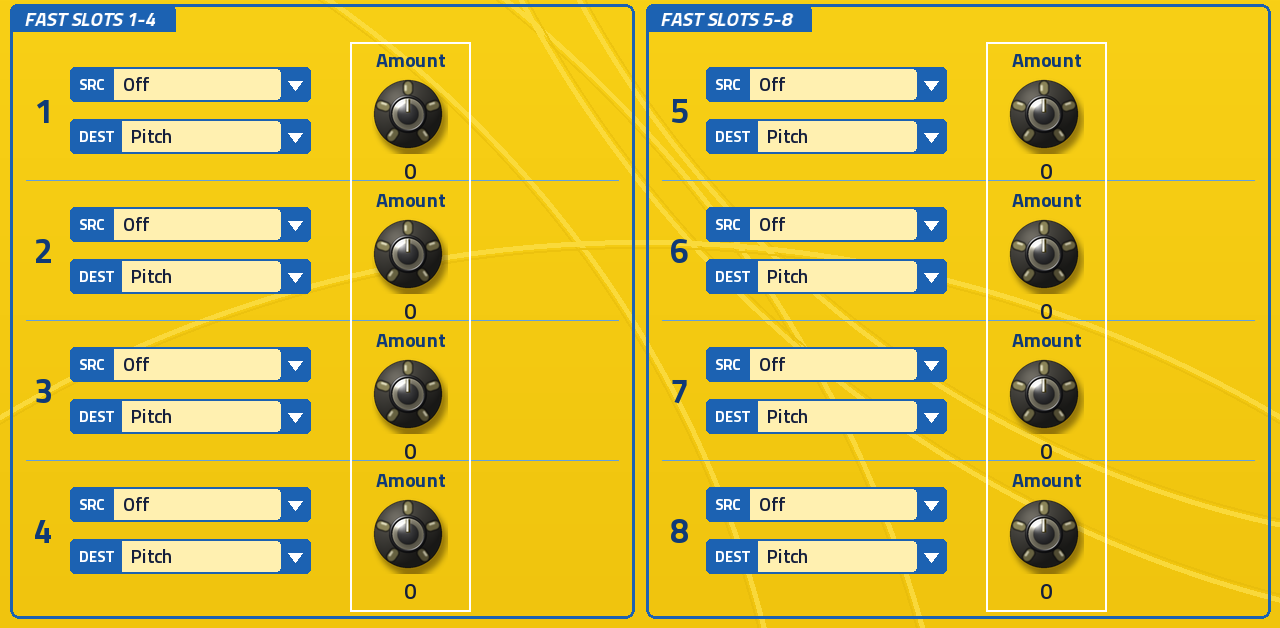 FAST SLOTS 1-4
1
SRC Off
DEST Pitch
Amount
0
2
SRC Off
DEST Pitch
Amount
0
3
SRC Off
DEST Pitch
Amount
0
4
SRC Off
DEST Pitch
Amount
0
FAST SLOTS 5-8
5
SRC Off
DEST Pitch
Amount
0
6
SRC Off
DEST Pitch
Amount
0
7
SRC Off
DEST Pitch
Amount
0
8
SRC Off
DEST Pitch
Amount
0